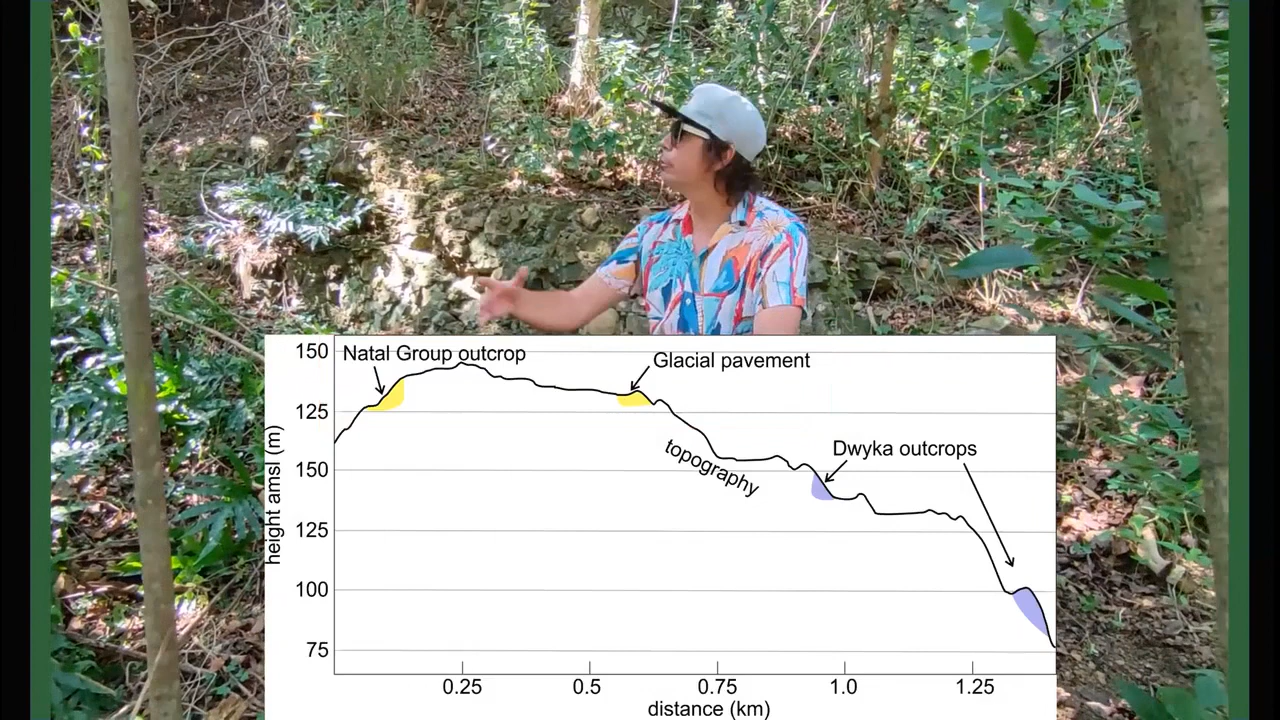 150
Natal Group outcrop
Glacial pavement
125
topography
Dwyka outcrops
150
height amsl (m)
125
100
75
0.25 0.5 0.75 1.0 1.25
distance (km)